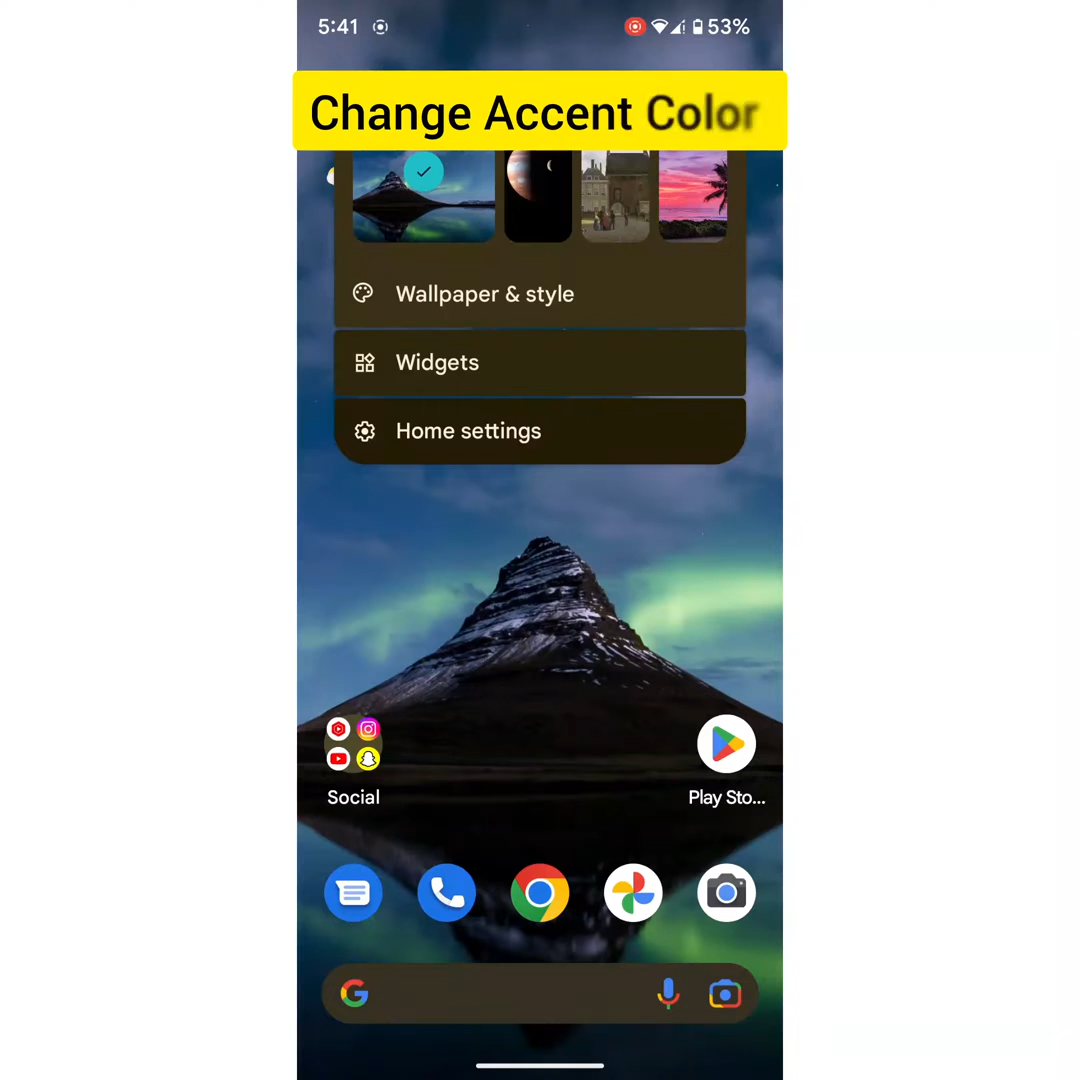 5:41
53%
Change Accent Color
Wallpaper & style
Widgets
Home settings
Social
Play Sto...